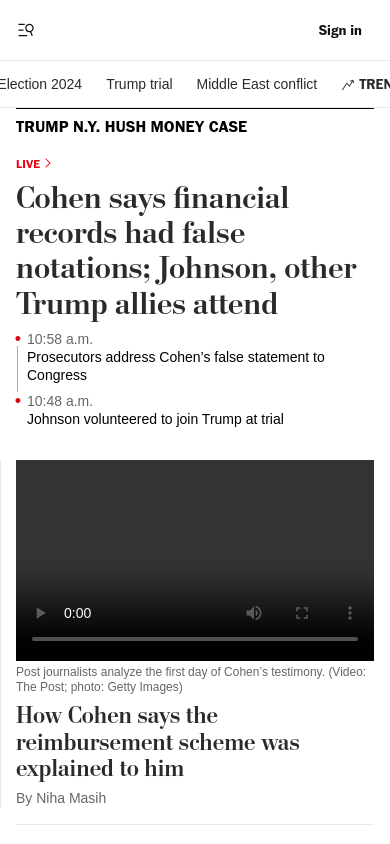 Sign in
Election 2024 Trump trial Middle East conflict TREN
TRUMP N.Y. HUSH MONEY CASE
LIVE
Cohen says financial
records had false
notations; Johnson, other
Trump allies attend
10:58 a.m.
Prosecutors address Cohen’s false statement to
Congress
10:48 a.m.
Johnson volunteered to join Trump at trial
0:00
Post journalists analyze the first day of Cohen’s testimony. (Video:
The Post; photo: Getty Images)
How Cohen says the
reimbursement scheme was
explained to him
By Niha Masih